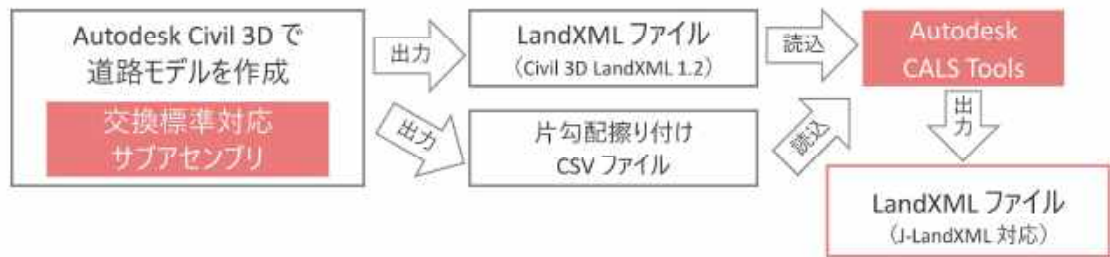 Autodesk Civil 3D で
道路モデルを作成
交換標準対応
サブアセンブリ
出力
LandXML ファイル
（Civil 3D LandXML 1.2）
読込
Autodesk
CALS Tools
出力
片勾配擦り付け
CSV ファイル
読込
出力
LandXML ファイル
（J-LandXML 対応）